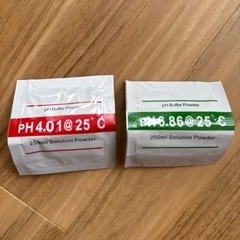 pH Buffer Powder
PH 4.01@25°C
250ml Solution Powder
pH Buffer Powder
PH 6.86@25°C
250ml Solution Powder